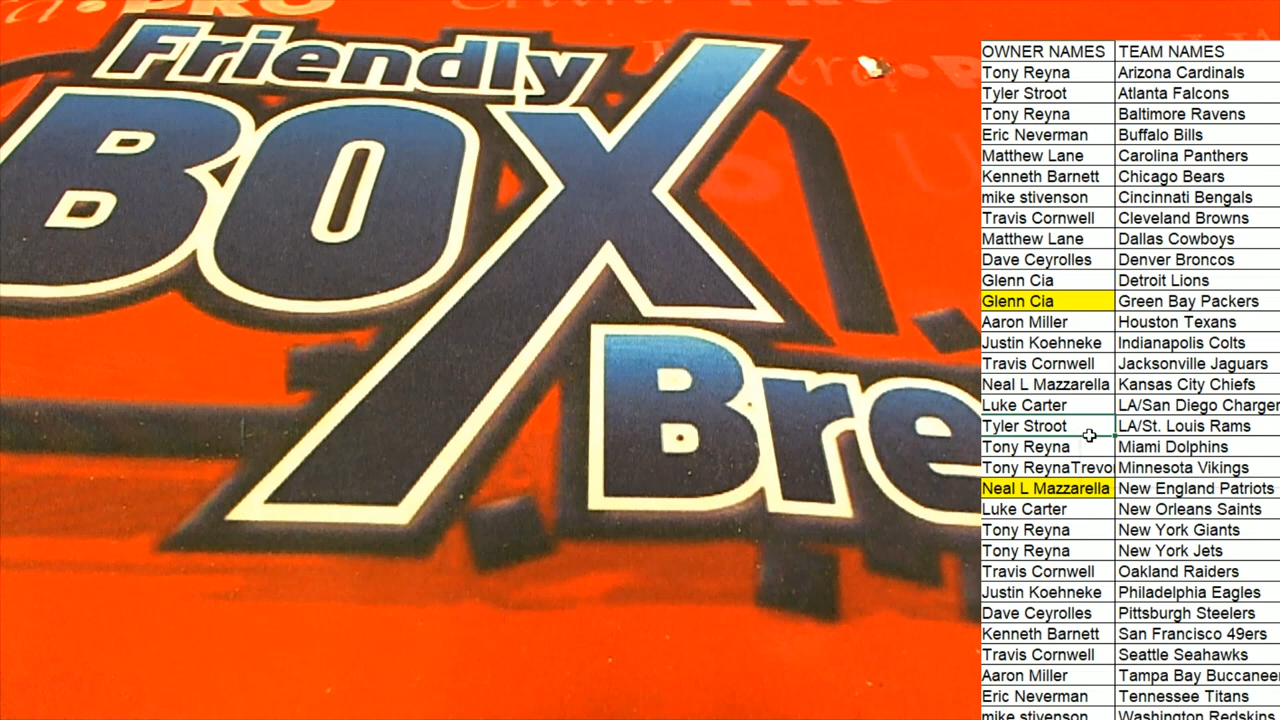 Friendly
BOX
Bre
OWNER NAMES TEAM NAMES
Tony Reyna Arizona Cardinals
Tyler Stroot Atlanta Falcons
Tony Reyna Baltimore Ravens
Eric Neverman Buffalo Bills
Matthew Lane Carolina Panthers
Kenneth Barnett Chicago Bears
mike stivenson Cincinnati Bengals
Travis Cornwell Cleveland Browns
Matthew Lane Dallas Cowboys
Dave Ceyrolles Denver Broncos
Glenn Cia Detroit Lions
Glenn Cia Green Bay Packers
Aaron Miller Houston Texans
Justin Koehneke Indianapolis Colts
Travis Cornwell Jacksonville Jaguars
Neal L Mazzarella Kansas City Chiefs
Luke Carter LA/San Diego Charger
Tyler Stroot LA/St. Louis Rams
Tony Reyna Miami Dolphins
Tony ReynaTrevo Minnesota Vikings
Neal L Mazzarella New England Patriots
Luke Carter New Orleans Saints
Tony Reyna New York Giants
Tony Reyna New York Jets
Travis Cornwell Oakland Raiders
Justin Koehneke Philadelphia Eagles
Dave Ceyrolles Pittsburgh Steelers
Kenneth Barnett San Francisco 49ers
Travis Cornwell Seattle Seahawks
Aaron Miller Tampa Bay Buccanee
Eric Neverman Tennessee Titans
mike stivenson Washington Redskins